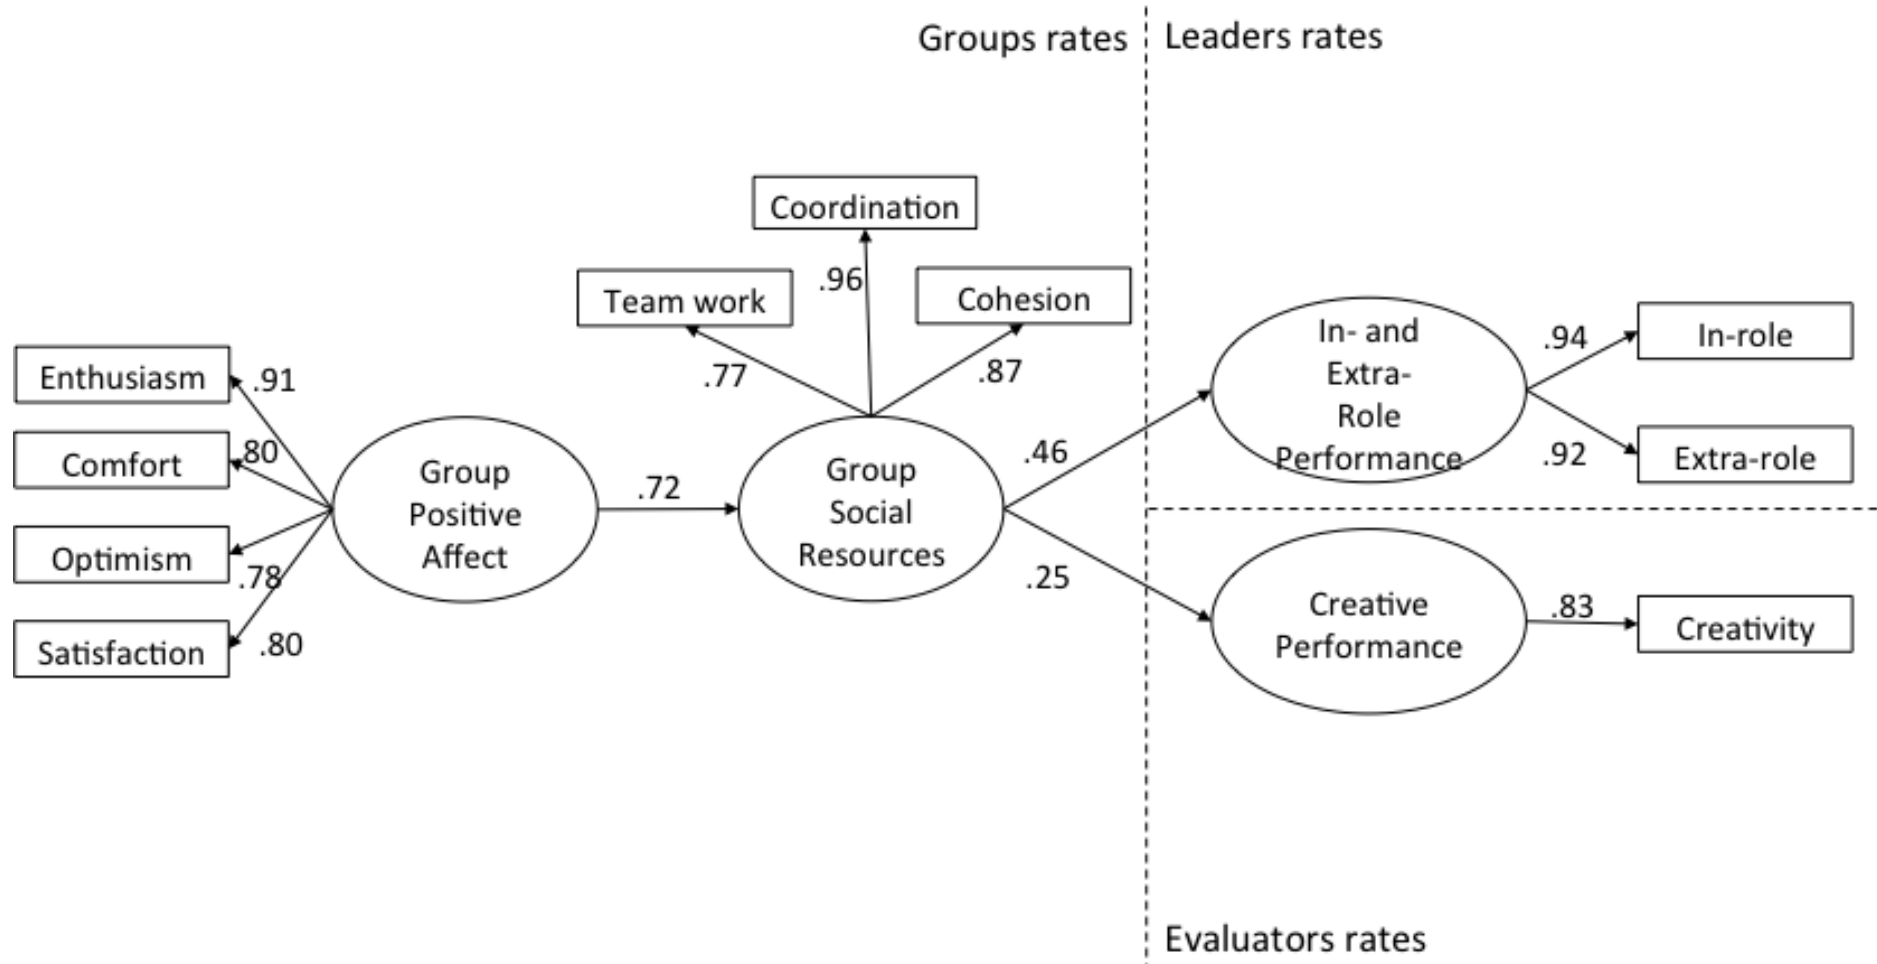 Groups rates
Leaders rates
Coordination
.96
Team work
Cohesion
.77
.87
Enthusiasm
.91
Comfort
.80
Optimism
.78
Satisfaction
.80
Group
Positive
Affect
.72
Group
Social
Resources
.46
.25
In- and
Extra-
Role
Performance
.94
In-role
.92
Extra-role
Creative
Performance
.83
Creativity
Evaluators rates